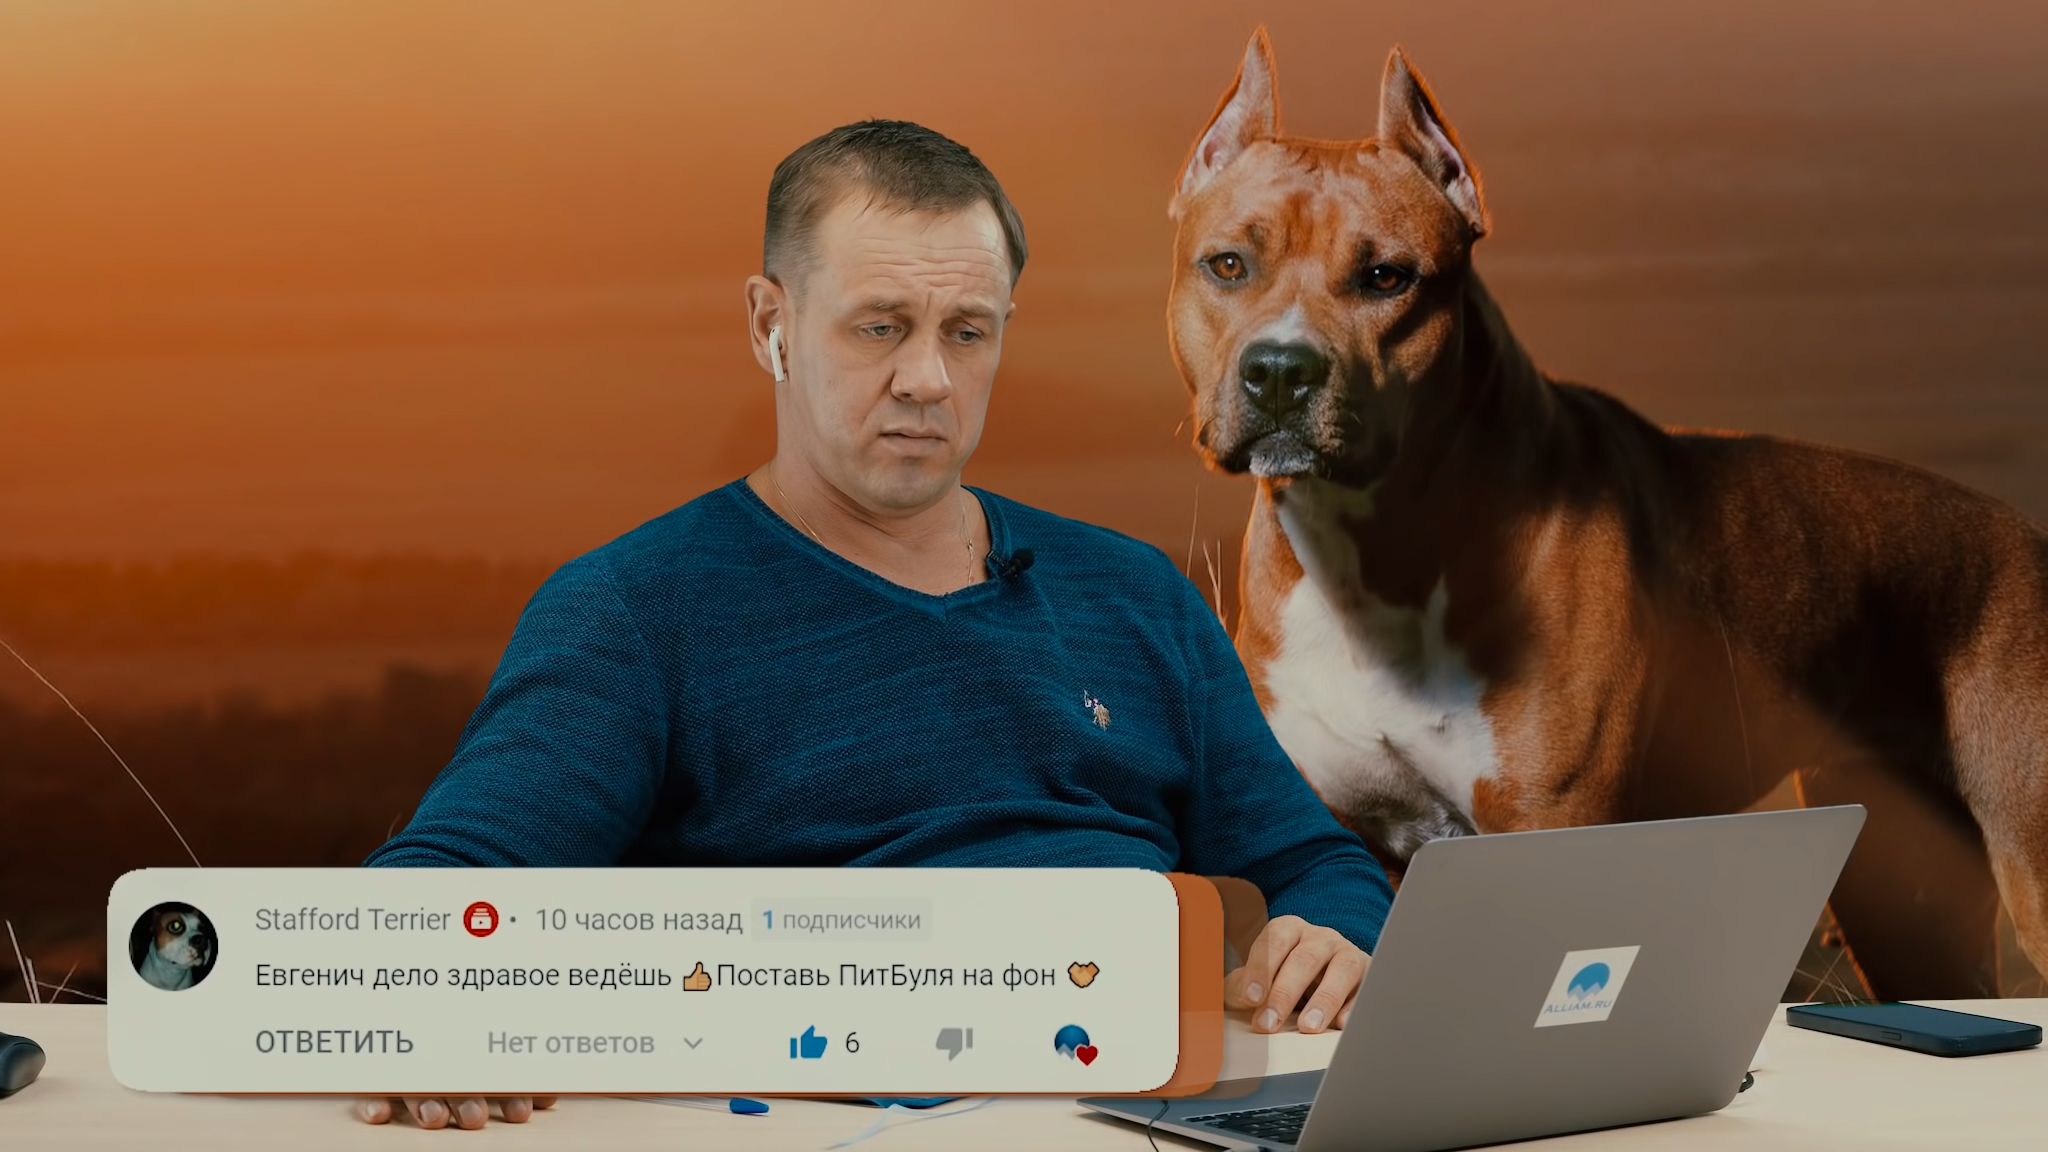 Stafford Terrier • 10 часов назад 1 подписчики
Евгенич дело здравое ведёшь 👍Поставь ПитБуля на фон 🤝
ОТВЕТИТЬ Нет ответов 6
ALLIAM.RU